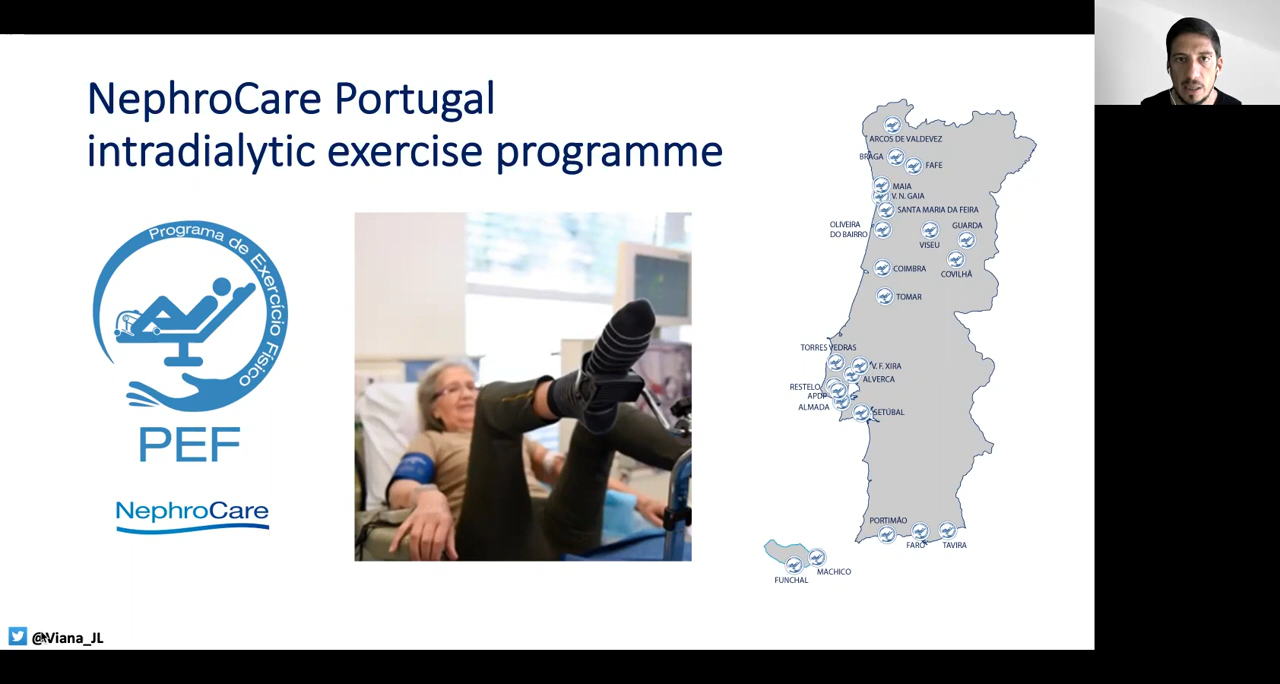 NephroCare Portugal
intradialytic exercise programme
Programa de Exercício Físico
PEF
NephroCare
ARCOS DE VALDEVEZ
BRAGA
FAFE
MAIA
V. N. GAIA
SANTA MARIA DA FEIRA
OLIVEIRA
DO BAIRRO
GUARDA
VISEU
COVILHÃ
COIMBRA
TOMAR
TORRES VEDRAS
V. F. XIRA
ALVERCA
RESTELO
APDP
ALMADA
SETÚBAL
PORTIMÃO
FARO
TAVIRA
MACHICO
FUNCHAL
@Viana_JL